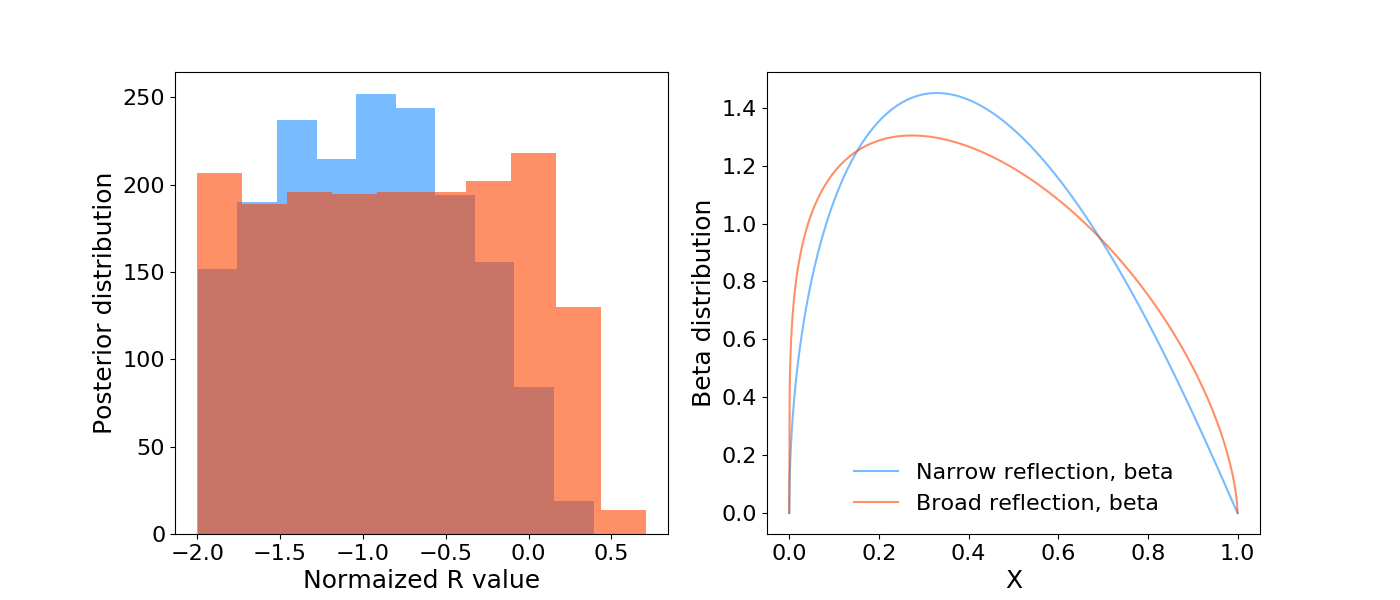 Posterior distribution
250
200
150
100
50
0
−2.0 −1.5 −1.0 −0.5 0.0 0.5
Normaized R value
Beta distribution
1.4
1.2
1.0
0.8
0.6
0.4
0.2
0.0
Narrow reflection, beta
Broad reflection, beta
0.0 0.2 0.4 0.6 0.8 1.0
X